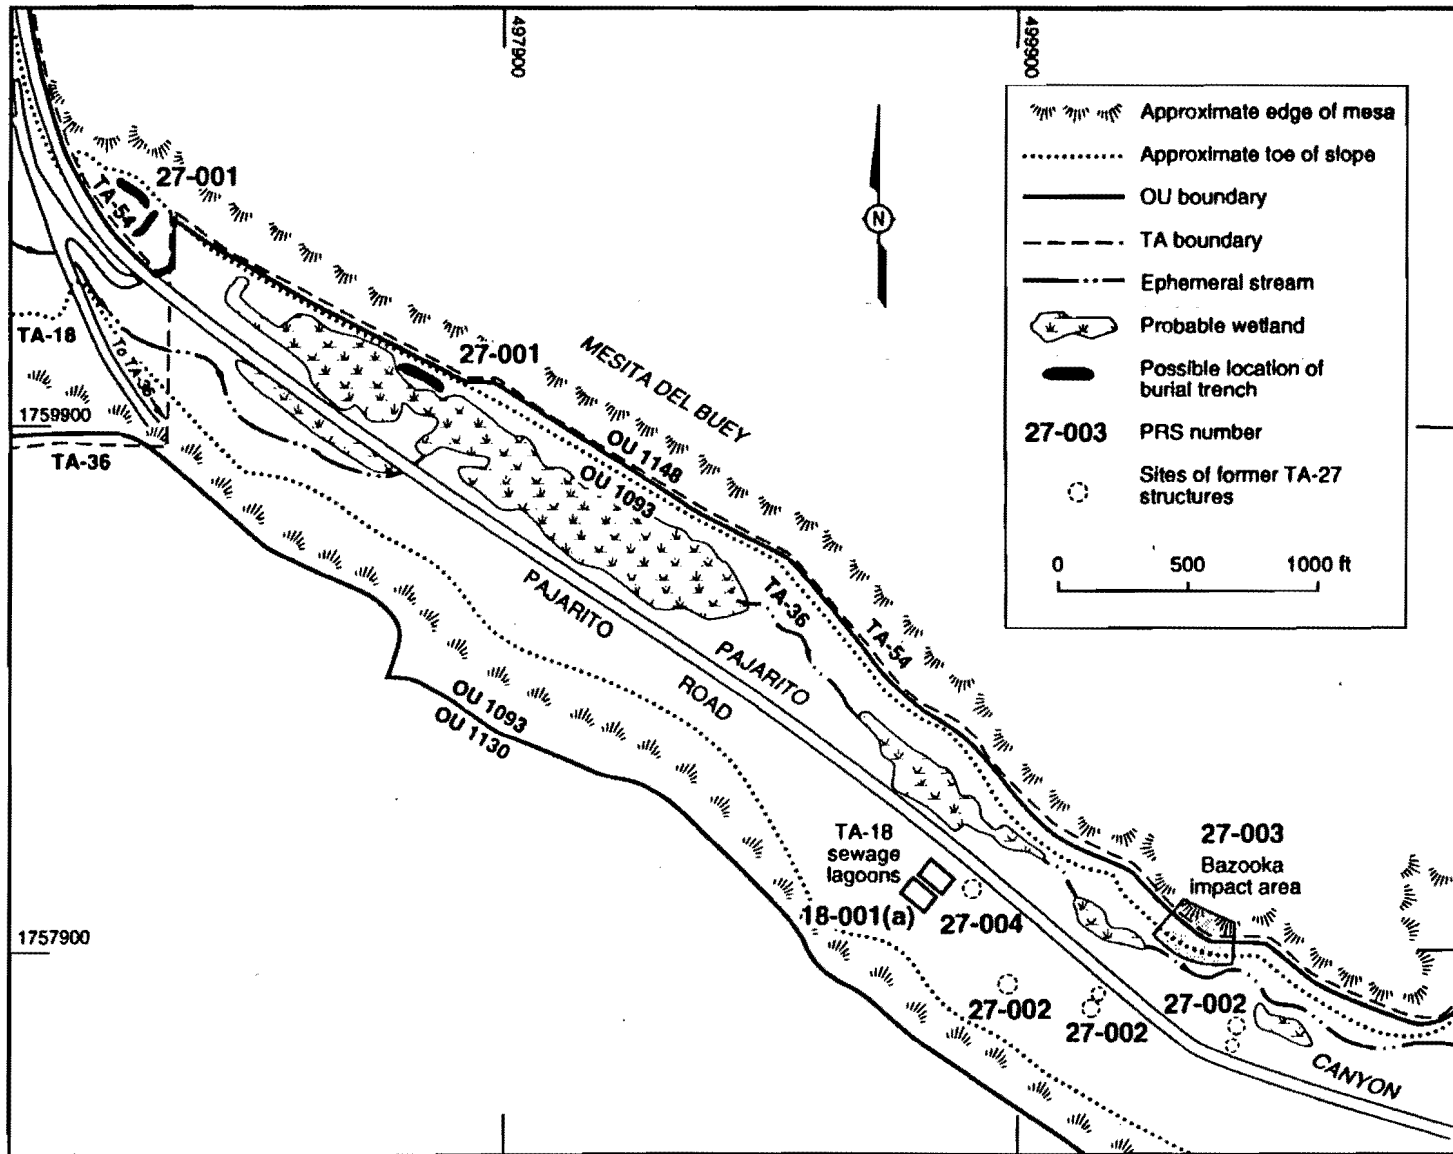 497900
499900
Approximate edge of mesa
Approximate toe of slope
OU boundary
TA boundary
Ephemeral stream
Probable wetland
Possible location of
burial trench
27-003 PRS number
Sites of former TA-27
structures
0 500 1000 ft
N
27-001
TA-54
TA-18
To TA-36
27-001
MESITA DEL BUEY
1759900
TA-36
OU 1148
OU 1093
PAJARITO
ROAD
PAJARITO
TA-36
TA-54
OU 1093
OU 1130
TA-18
sewage
lagoons
18-001(a)
27-004
27-003
Bazooka
impact area
1757900
27-002
27-002
27-002
CANYON